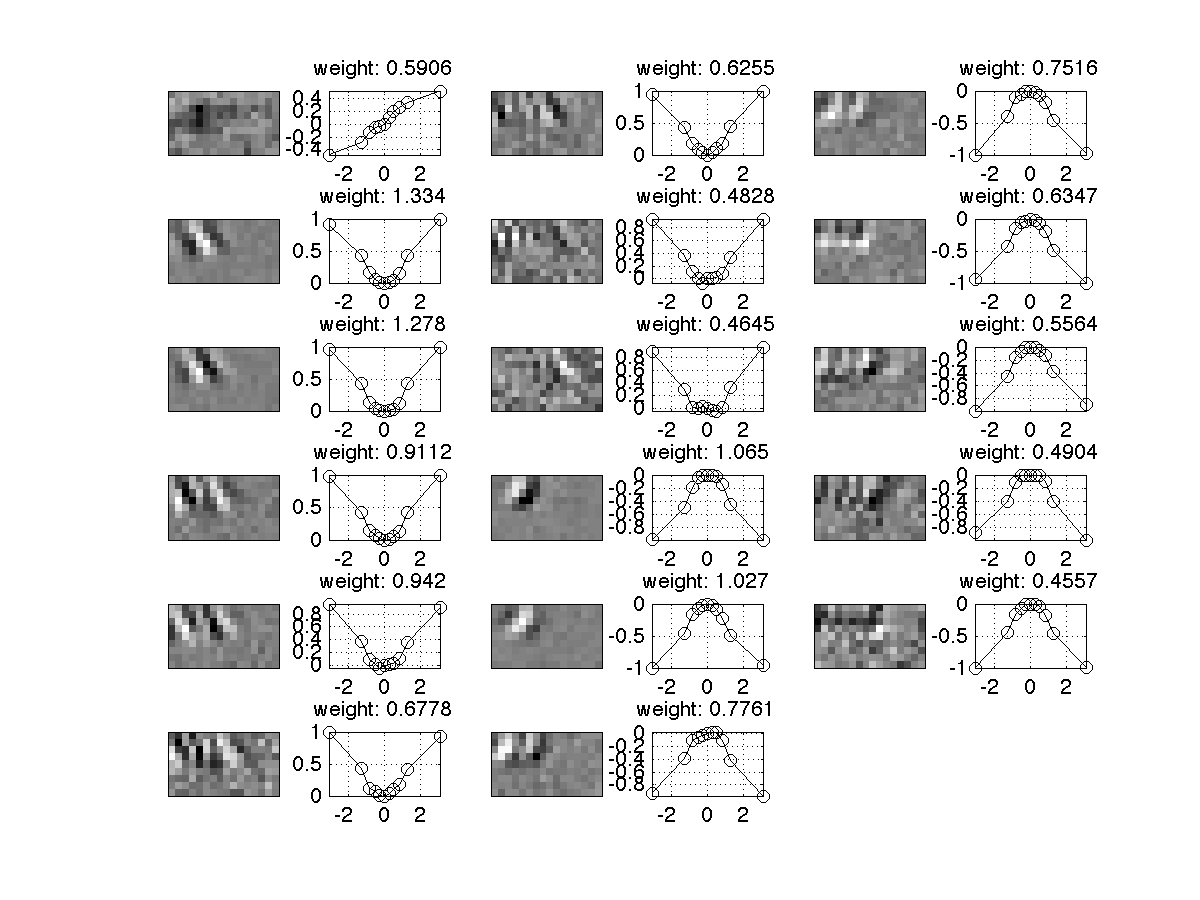 weight: 0.5906 weight: 0.6255 weight: 0.7516
0.4 0.2 0 -0.2 -0.4 1 0.5 0 0 -0.5 -1
-2 0 2 -2 0 2 -2 0 2
weight: 1.334 weight: 0.4828 weight: 0.6347
1 0.5 0 0.8 0.6 0.4 0.2 0 0 -0.5 -1
-2 0 2 -2 0 2 -2 0 2
weight: 1.278 weight: 0.4645 weight: 0.5564
1 0.5 0 0.8 0.6 0.4 0.2 0 0 -0.2 -0.4 -0.6 -0.8
-2 0 2 -2 0 2 -2 0 2
weight: 0.9112 weight: 1.065 weight: 0.4904
1 0.5 0 0 -0.2 -0.4 -0.6 -0.8 0 -0.2 -0.4 -0.6 -0.8
-2 0 2 -2 0 2 -2 0 2
weight: 0.942 weight: 1.027 weight: 0.4557
0.8 0.6 0.4 0.2 0 0 -0.5 -1 0 -0.5 -1
-2 0 2 -2 0 2 -2 0 2
weight: 0.6778 weight: 0.7761
1 0.5 0 0 -0.2 -0.4 -0.6 -0.8
-2 0 2 -2 0 2